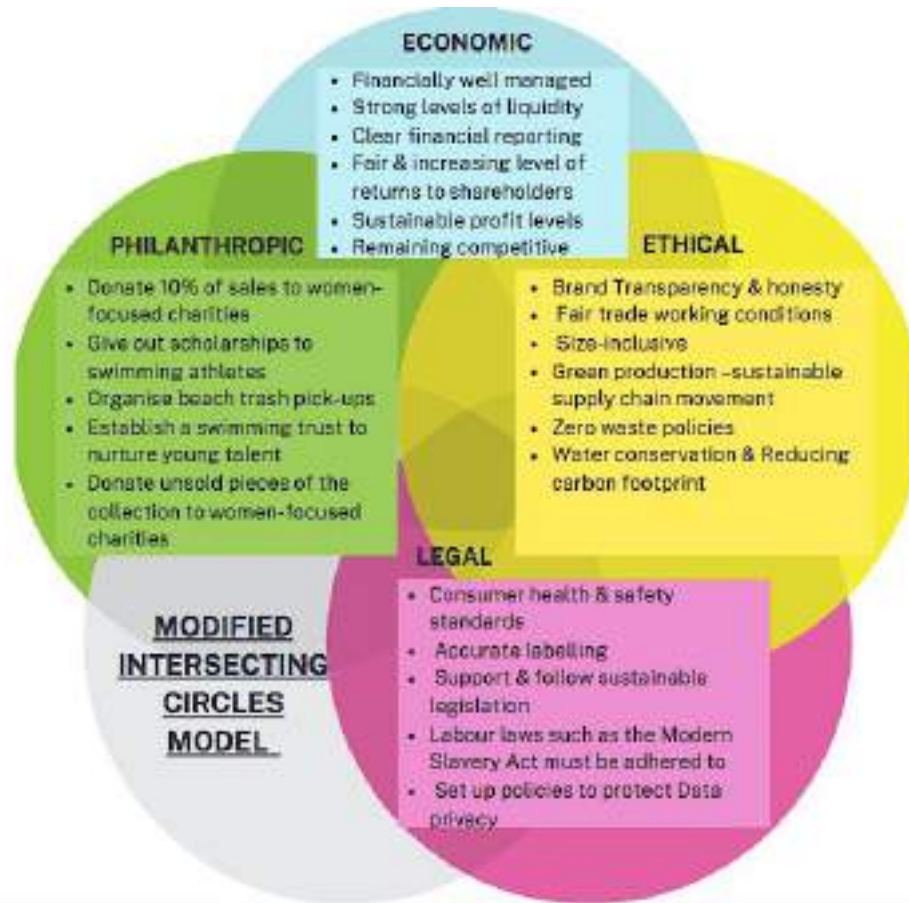 ECONOMIC
• Financially well managed
• Strong levels of liquidity
• Clear financial reporting
• Fair & increasing level of
returns to shareholders
• Sustainable profit levels
• Remaining competitive
PHILANTHROPIC
• Donate 10% of sales to women-
focused charities
• Give out scholarships to
swimming athletes
• Organise beach trash pick-ups
• Establish a swimming trust to
nurture young talent
• Donate unsold pieces of the
collection to women-focused
charities
ETHICAL
• Brand Transparency & honesty
• Fair trade working conditions
• Size-inclusive
• Green production -sustainable
supply chain movement
• Zero waste policies
• Water conservation & Reducing
carbon footprint
LEGAL
• Consumer health & safety
standards
• Accurate labelling
• Support & follow sustainable
legislation
• Labour laws such as the Modern
Slavery Act must be adhered to
• Set up policies to protect Data
privacy
MODIFIED
INTERSECTING
CIRCLES
MODEL